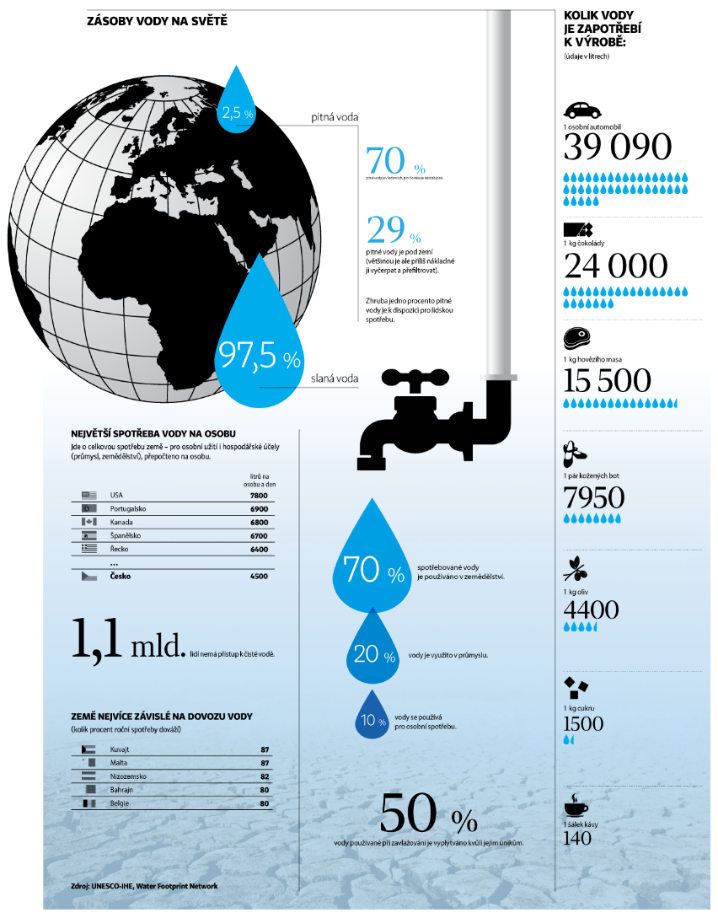 ZÁSOBY VODY NA SVĚTĚ
2,5 %
pitná voda
70 %
29 %
pitné vody je pod zemí
(většinou je ale příliš nákladné
ji vyčerpat a přefiltrovat).
Zhruba jedno procento pitné
vody je k dispozici pro lidskou
spotřebu.
97,5 %
slaná voda
NEJVĚTŠÍ SPOTŘEBA VODY NA OSOBU
Jde o celkovou spotřebu země – pro osobní užití i hospodářské účely
(průmysl, zemědělství), přepočteno na osobu.
litrů na
osobu a den
USA 7800
Portugalsko 6900
Kanada 6800
Španělsko 6700
Řecko 6400
...
Česko 4500
1,1 mld. lidí nemá přístup k čisté vodě.
ZEMĚ NEJVÍCE ZÁVISLÉ NA DOVOZU VODY
(kolik procent roční spotřeby dováží)
Kuvajt 87
Malta 87
Nizozemsko 82
Bahrajn 80
Belgie 80
Zdroj: UNESCO-IHE, Water Footprint Network
70 %
spotřebované vody
je používáno v zemědělství.
20 %
vody je využito v průmyslu.
10 %
vody se používá
pro osobní spotřebu.
50 %
vody používané při zavlažování je vyplýtváno kvůli jejím únikům.
KOLIK VODY
JE ZAPOTŘEBÍ
K VÝROBĚ:
(údaje v litrech)
1 osobní automobil
39 090
1 kg čokolády
24 000
1 kg hovězího masa
15 500
1 pár kožených bot
7950
1 kg oliv
4400
1 kg cukru
1500
1 šálek kávy
140